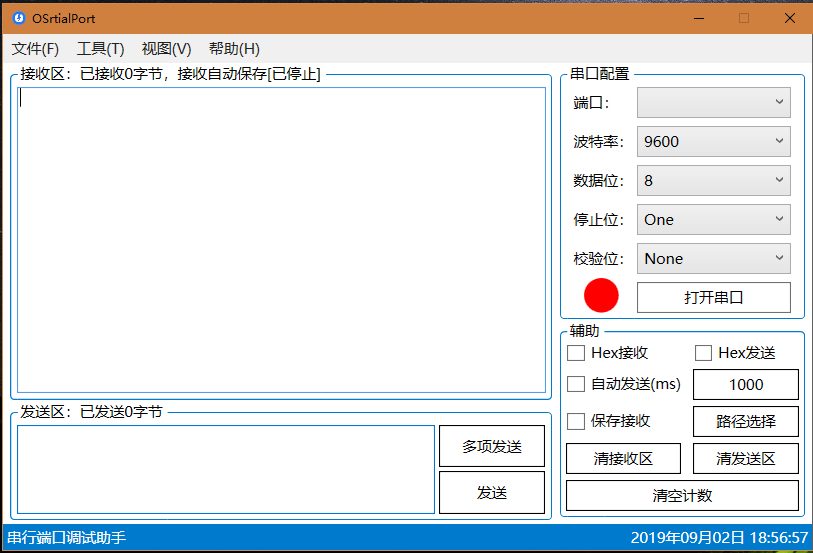 OSrtialPort
文件(F) 工具(T) 视图(V) 帮助(H)
接收区：已接收0字节，接收自动保存[已停止]
串口配置
端口：
波特率： 9600
数据位： 8
停止位： One
校验位： None
打开串口
辅助
Hex接收 Hex发送
自动发送(ms) 1000
保存接收 路径选择
清接收区 清发送区
清空计数
发送区：已发送0字节
多项发送
发送
串行端口调试助手 2019年09月02日 18:56:57